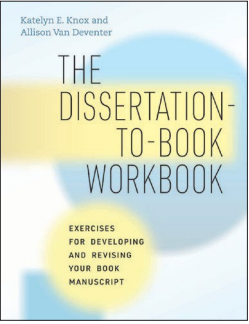 Katelyn E. Knox and
Allison Van Deventer
THE
DISSERTATION-
TO-BOOK
WORKBOOK
EXERCISES
FOR DEVELOPING
AND REVISING
YOUR BOOK
MANUSCRIPT